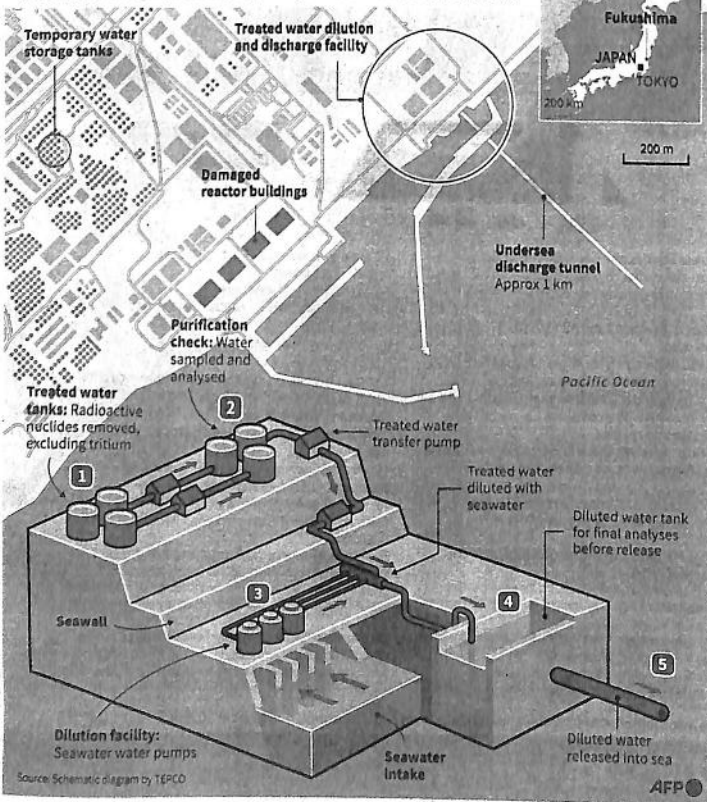 Temporary water
storage tanks
Treated water dilution
and discharge facility
Fukushima
JAPAN
TOKYO
200 km
200 m
Damaged
reactor buildings
Undersea
discharge tunnel
Approx 1 km
Pacific Ocean
Purification
check: Water
sampled and
analysed
Treated water
tanks: Radioactive
nuclides removed,
excluding tritium
1
2
Treated water
transfer pump
Treated water
diluted with
seawater
Diluted water tank
for final analyses
before release
3
4
5
Seawall
Dilution facility:
Seawater water pumps
Seawater
intake
Diluted water
released into sea
Source: Schematic diagram by TEPCO
AFP